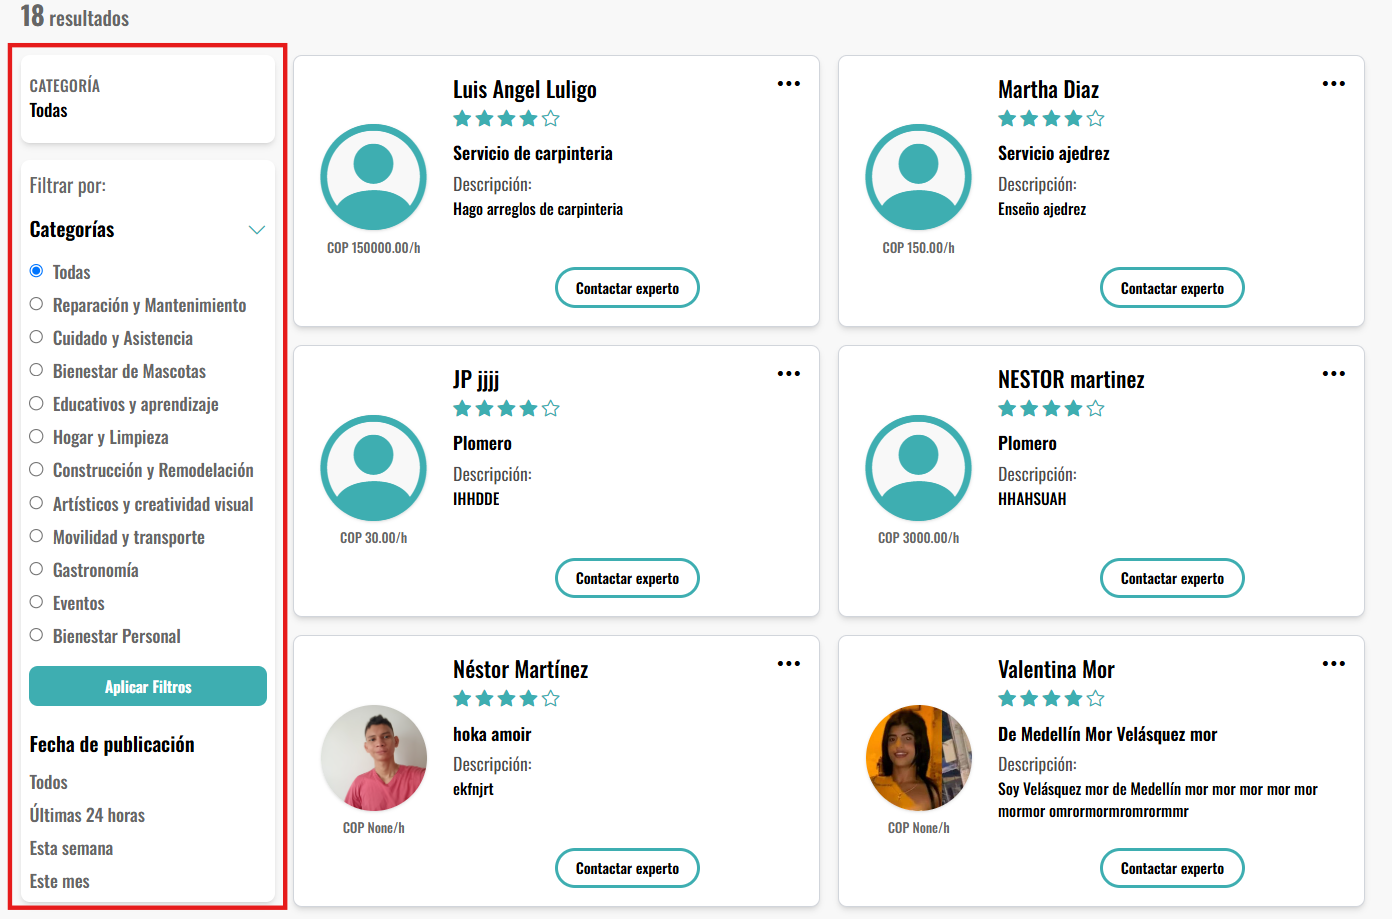 18 resultados
CATEGORÍA
Todas
Filtrar por:
Categorías
Todas
Reparación y Mantenimiento
Cuidado y Asistencia
Bienestar de Mascotas
Educativos y aprendizaje
Hogar y Limpieza
Construcción y Remodelación
Artísticos y creatividad visual
Movilidad y transporte
Gastronomía
Eventos
Bienestar Personal
Aplicar Filtros
Fecha de publicación
Todos
Últimas 24 horas
Esta semana
Este mes
Luis Angel Luligo
Servicio de carpinteria
Descripción:
Hago arreglos de carpinteria
COP 150000.00/h
Contactar experto
Martha Diaz
Servicio ajedrez
Descripción:
Enseño ajedrez
COP 150.00/h
Contactar experto
JP jjjj
Plomero
Descripción:
IHHDDE
COP 30.00/h
Contactar experto
NESTOR martinez
Plomero
Descripción:
HHAHSUAH
COP 3000.00/h
Contactar experto
Néstor Martínez
hoka amoir
Descripción:
ekfnjrt
COP None/h
Contactar experto
Valentina Mor
De Medellín Mor Velásquez mor
Descripción:
Soy Velásquez mor de Medellín mor mor mor mor mor
mormor omrormormromrormmr
COP None/h
Contactar experto